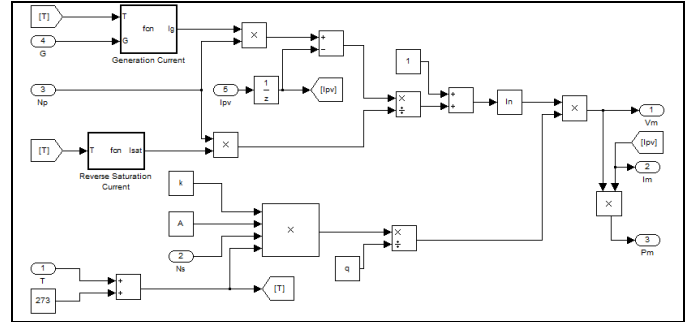 [T]
T
fcn
Ig
4
G
G
Generation Current
×
+
−
1
3
Np
5
Ipv
1
z
[Ipv]
×
÷
+
+
ln
×
1
Vm
[Ipv]
[T]
T
fcn
Isat
×
Reverse Saturation
Current
2
Im
k
×
A
×
×
÷
3
Pm
2
Ns
q
1
T
+
+
[T]
273